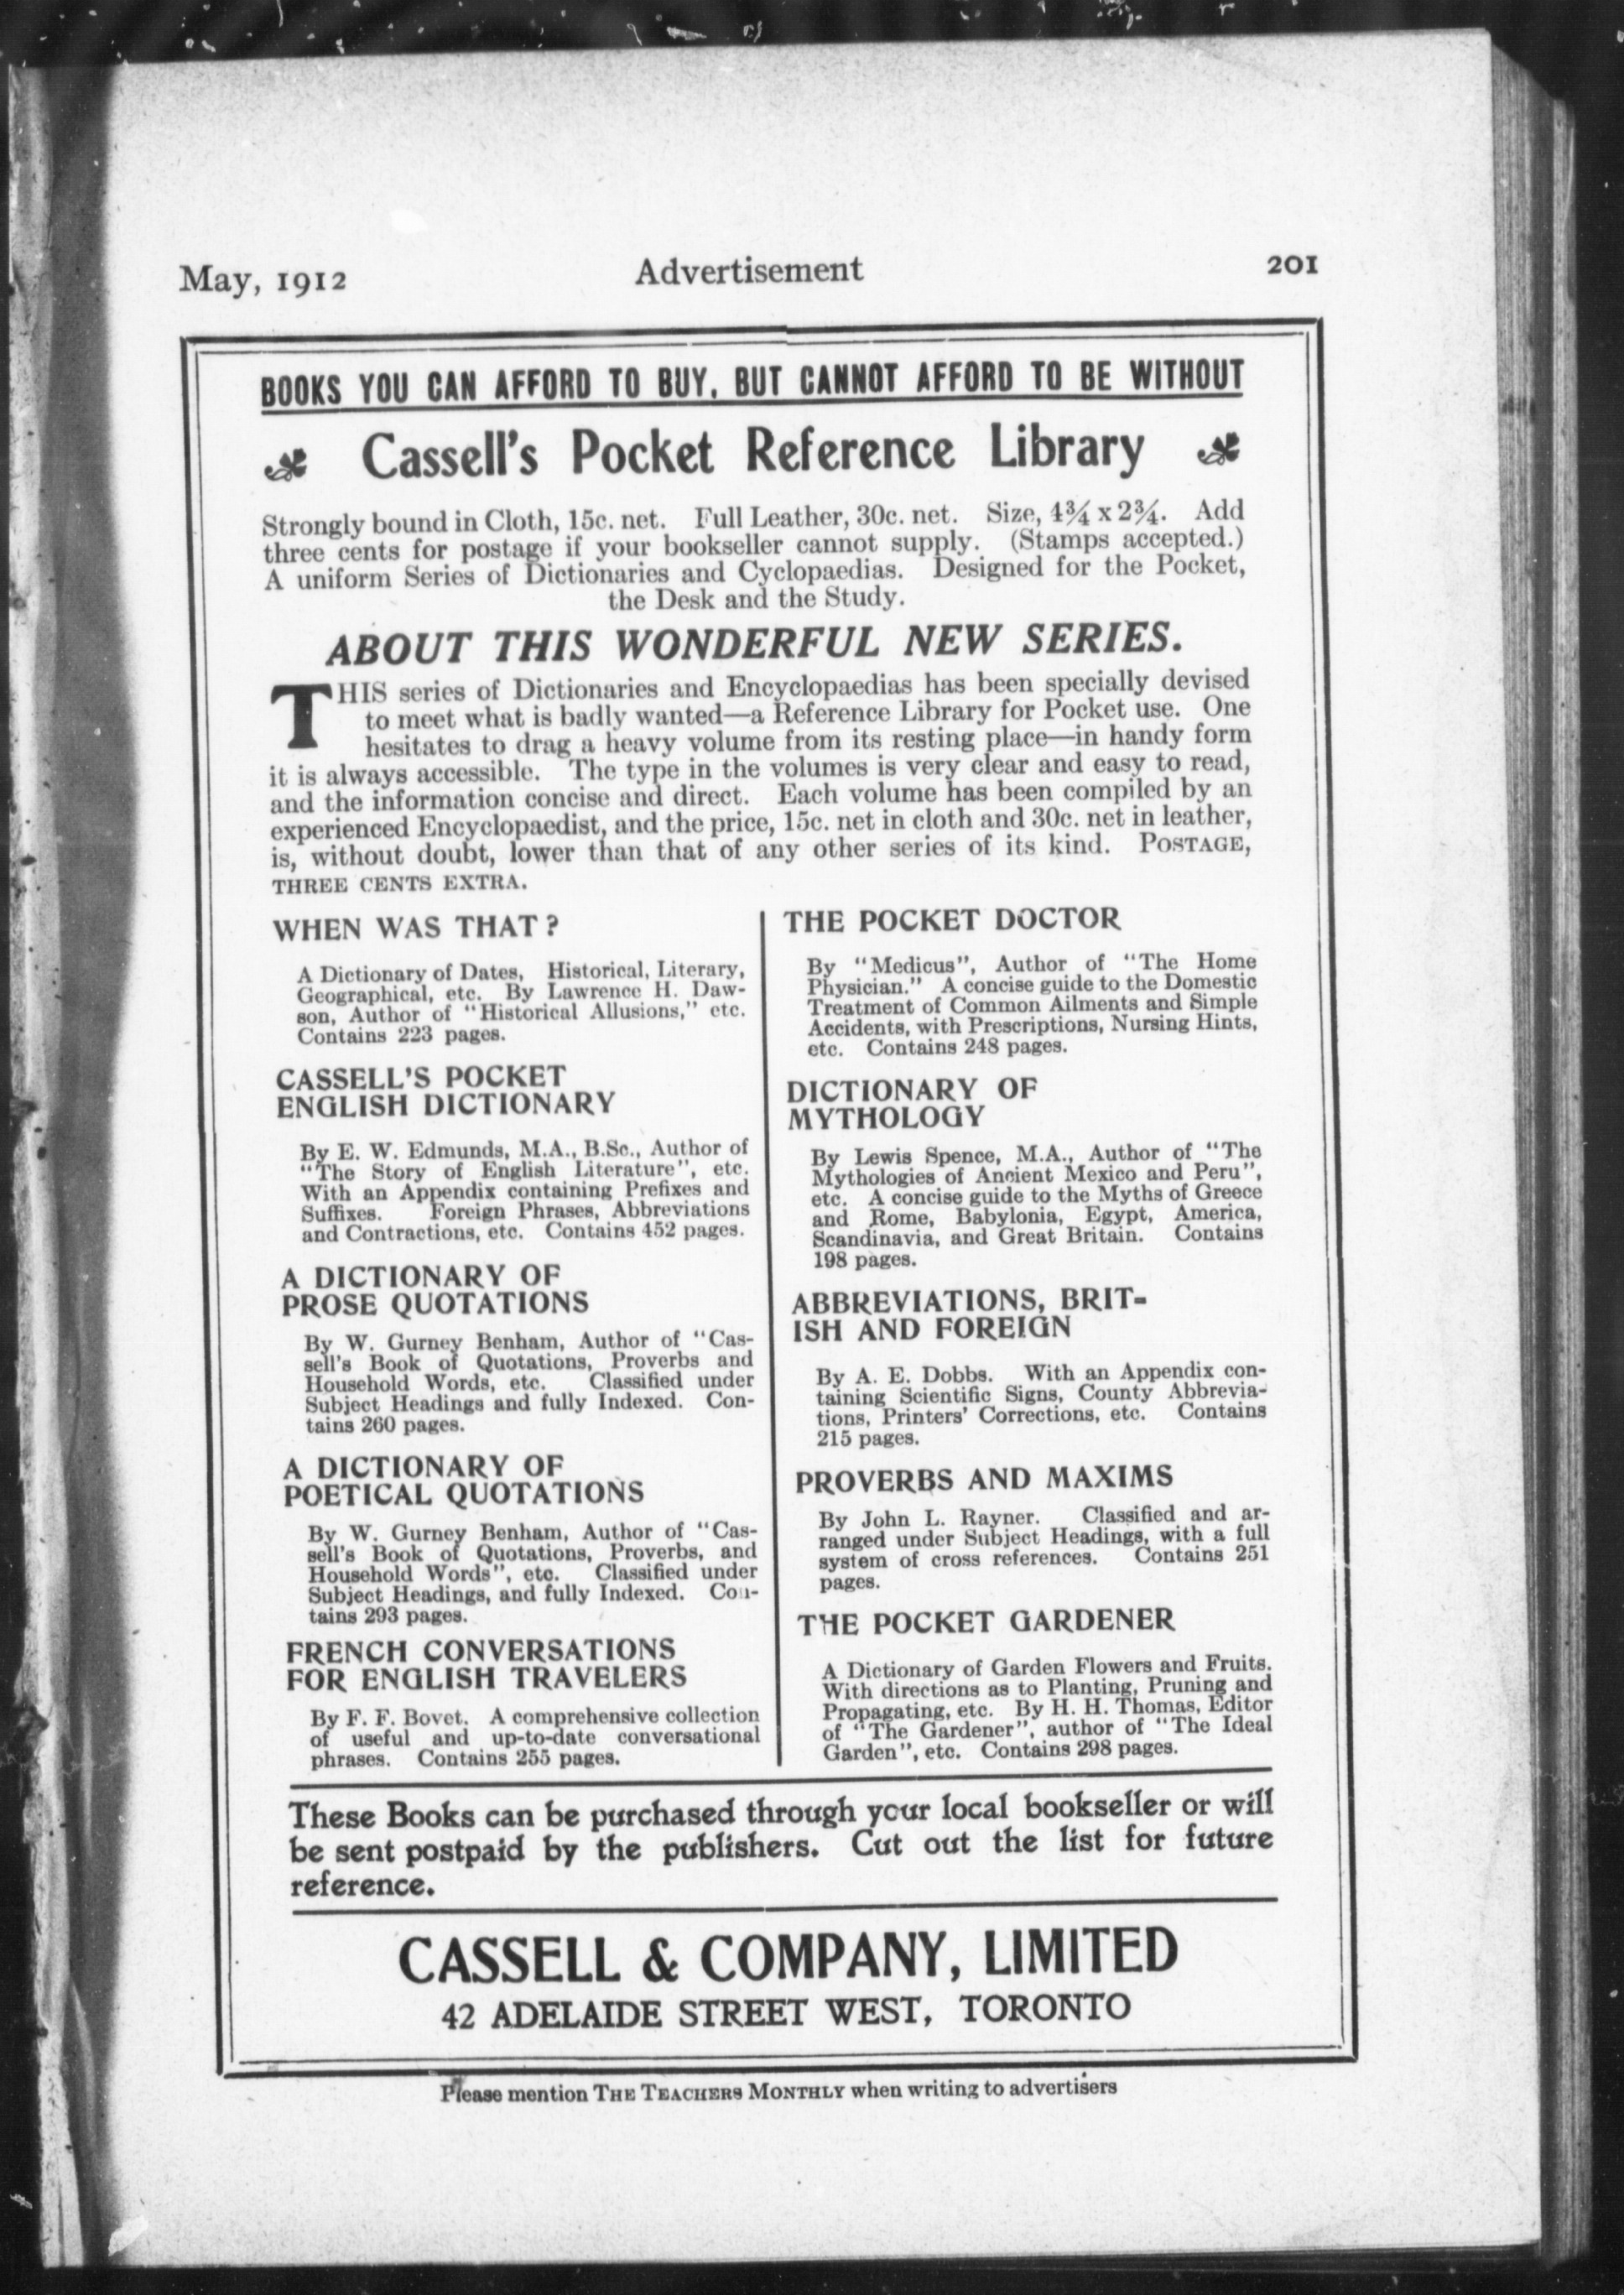 May, 1912
Advertisement
201
BOOKS YOU CAN AFFORD TO BUY, BUT CANNOT AFFORD TO BE WITHOUT
Cassell's Pocket Reference Library
Strongly bound in Cloth, 15c. net. Full Leather, 30c. net. Size, 4¾ x 2¾. Add
three cents for postage if your bookseller cannot supply. (Stamps accepted.)
A uniform Series of Dictionaries and Cyclopaedias. Designed for the Pocket,
the Desk and the Study.
ABOUT THIS WONDERFUL NEW SERIES.
THIS series of Dictionaries and Encyclopaedias has been specially devised
to meet what is badly wanted—a Reference Library for Pocket use. One
hesitates to drag a heavy volume from its resting place—in handy form
it is always accessible. The type in the volumes is very clear and easy to read,
and the information concise and direct. Each volume has been compiled by an
experienced Encyclopaedist, and the price, 15c. net in cloth and 30c. net in leather,
is, without doubt, lower than that of any other series of its kind. POSTAGE,
THREE CENTS EXTRA.
WHEN WAS THAT?
A Dictionary of Dates, Historical, Literary,
Geographical, etc. By Lawrence H. Daw-
son, Author of "Historical Allusions," etc.
Contains 223 pages.
CASSELL'S POCKET
ENGLISH DICTIONARY
By E. W. Edmunds, M.A., B.Sc., Author of
"The Story of English Literature", etc.
With an Appendix containing Prefixes and
Suffixes. Foreign Phrases, Abbreviations
and Contractions, etc. Contains 452 pages.
A DICTIONARY OF
PROSE QUOTATIONS
By W. Gurney Benham, Author of "Cas-
sell's Book of Quotations, Proverbs and
Household Words, etc. Classified under
Subject Headings and fully Indexed. Con-
tains 260 pages.
A DICTIONARY OF
POETICAL QUOTATIONS
By W. Gurney Benham, Author of "Cas-
sell's Book of Quotations, Proverbs, and
Household Words", etc. Classified under
Subject Headings, and fully Indexed. Con-
tains 293 pages.
FRENCH CONVERSATIONS
FOR ENGLISH TRAVELERS
By F. F. Bovet. A comprehensive collection
of useful and up-to-date conversational
phrases. Contains 255 pages.
THE POCKET DOCTOR
By "Medicus", Author of "The Home
Physician." A concise guide to the Domestic
Treatment of Common Ailments and Simple
Accidents, with Prescriptions, Nursing Hints,
etc. Contains 248 pages.
DICTIONARY OF
MYTHOLOGY
By Lewis Spence, M.A., Author of "The
Mythologies of Ancient Mexico and Peru",
etc. A concise guide to the Myths of Greece
and Rome, Babylonia, Egypt, America,
Scandinavia, and Great Britain. Contains
198 pages.
ABBREVIATIONS, BRIT-
ISH AND FOREIGN
By A. E. Dobbs. With an Appendix con-
taining Scientific Signs, County Abbrevia-
tions, Printers' Corrections, etc. Contains
215 pages.
PROVERBS AND MAXIMS
By John L. Rayner. Classified and ar-
ranged under Subject Headings, with a full
system of cross references. Contains 251
pages.
THE POCKET GARDENER
A Dictionary of Garden Flowers and Fruits.
With directions as to Planting, Pruning and
Propagating, etc. By H. H. Thomas, Editor
of "The Gardener", author of "The Ideal
Garden", etc. Contains 298 pages.
These Books can be purchased through your local bookseller or will
be sent postpaid by the publishers. Cut out the list for future
reference.
CASSELL & COMPANY, LIMITED
42 ADELAIDE STREET WEST, TORONTO
Please mention THE TEACHERS MONTHLY when writing to advertisers